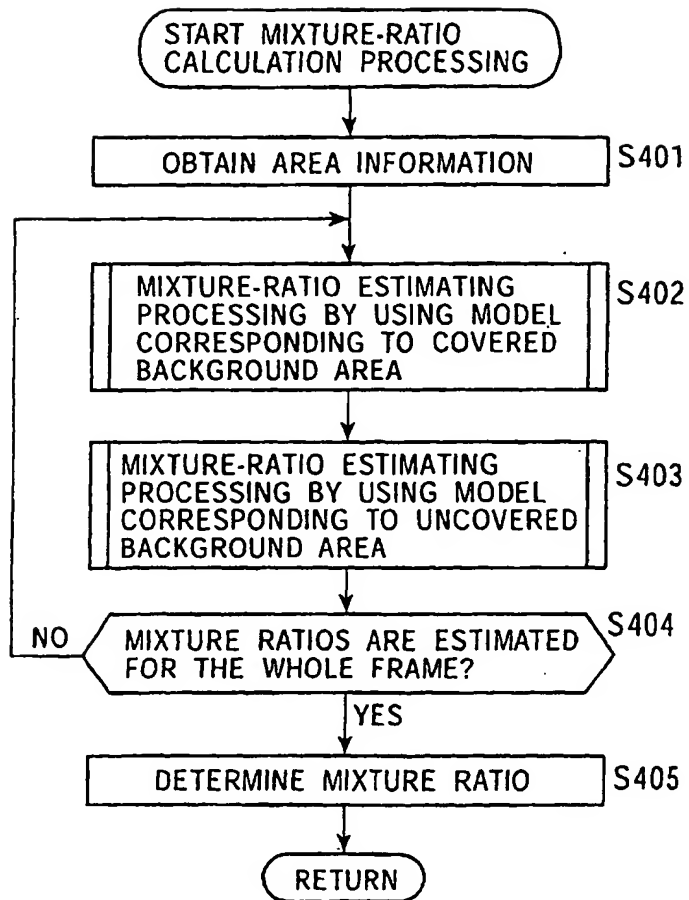 START MIXTURE-RATIO
CALCULATION PROCESSING
OBTAIN AREA INFORMATION
S401
MIXTURE-RATIO ESTIMATING
PROCESSING BY USING MODEL
CORRESPONDING TO COVERED
BACKGROUND AREA
S402
MIXTURE-RATIO ESTIMATING
PROCESSING BY USING MODEL
CORRESPONDING TO UNCOVERED
BACKGROUND AREA
S403
NO
MIXTURE RATIOS ARE ESTIMATED
FOR THE WHOLE FRAME?
S404
YES
DETERMINE MIXTURE RATIO
S405
RETURN